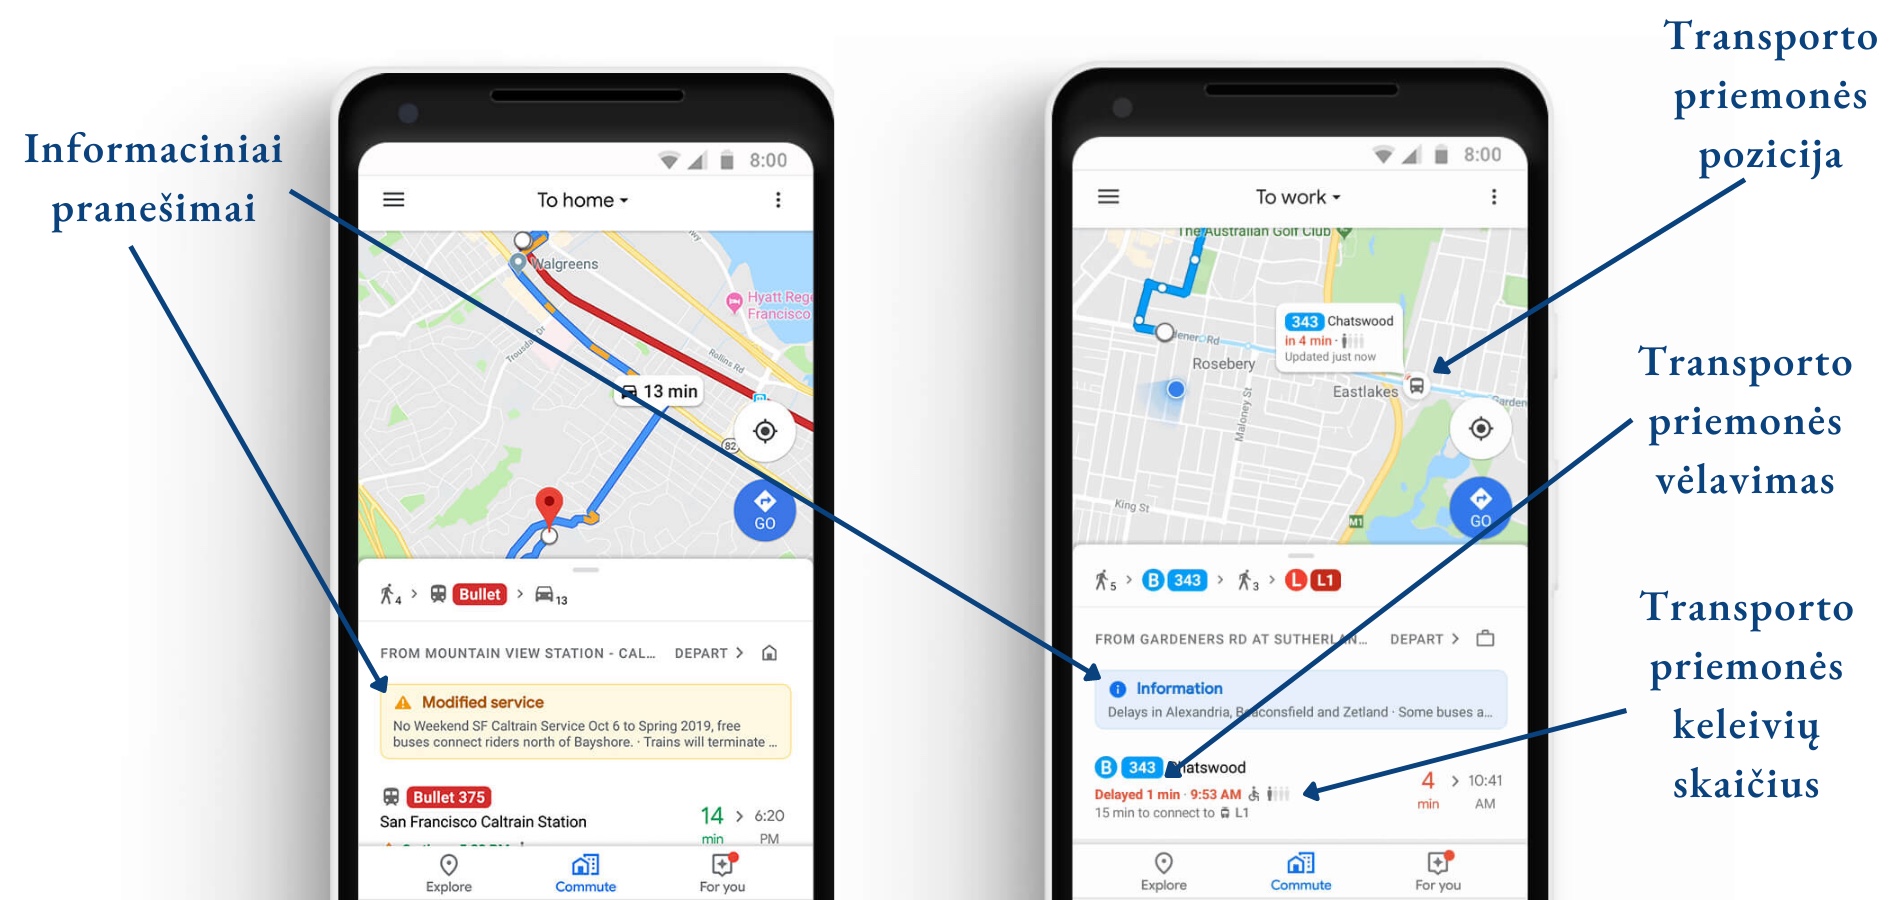 Informaciniai
pranešimai
8:00
To home
Walgreens
Hyatt Rege
Francisco
Trousdale Dr
Rollins Rd
13 min
82
GO
4 > Bullet > 13
FROM MOUNTAIN VIEW STATION - CAL... DEPART >
Modified service
No Weekend SF Caltrain Service Oct 6 to Spring 2019, free
buses connect riders north of Bayshore. · Trains will terminate ...
Bullet 375
San Francisco Caltrain Station
14 > 6:20
min PM
Explore Commute For you
8:00
To work
The Australian Golf Club
343 Chatswood
in 4 min ·
Updated just now
dener Rd
Rosebery
Eastlakes
Garden
Maloney St
King St
M1
GO
5 > B 343 > 3 > L L1
FROM GARDENERS RD AT SUTHERLAN... DEPART >
Information
Delays in Alexandria, Beaconsfield and Zetland · Some buses a...
B 343 Chatswood
Delayed 1 min · 9:53 AM
15 min to connect to L1
4 > 10:41
min AM
Explore Commute For you
Transporto
priemonės
pozicija
Transporto
priemonės
vėlavimas
Transporto
priemonės
keleivių
skaičius